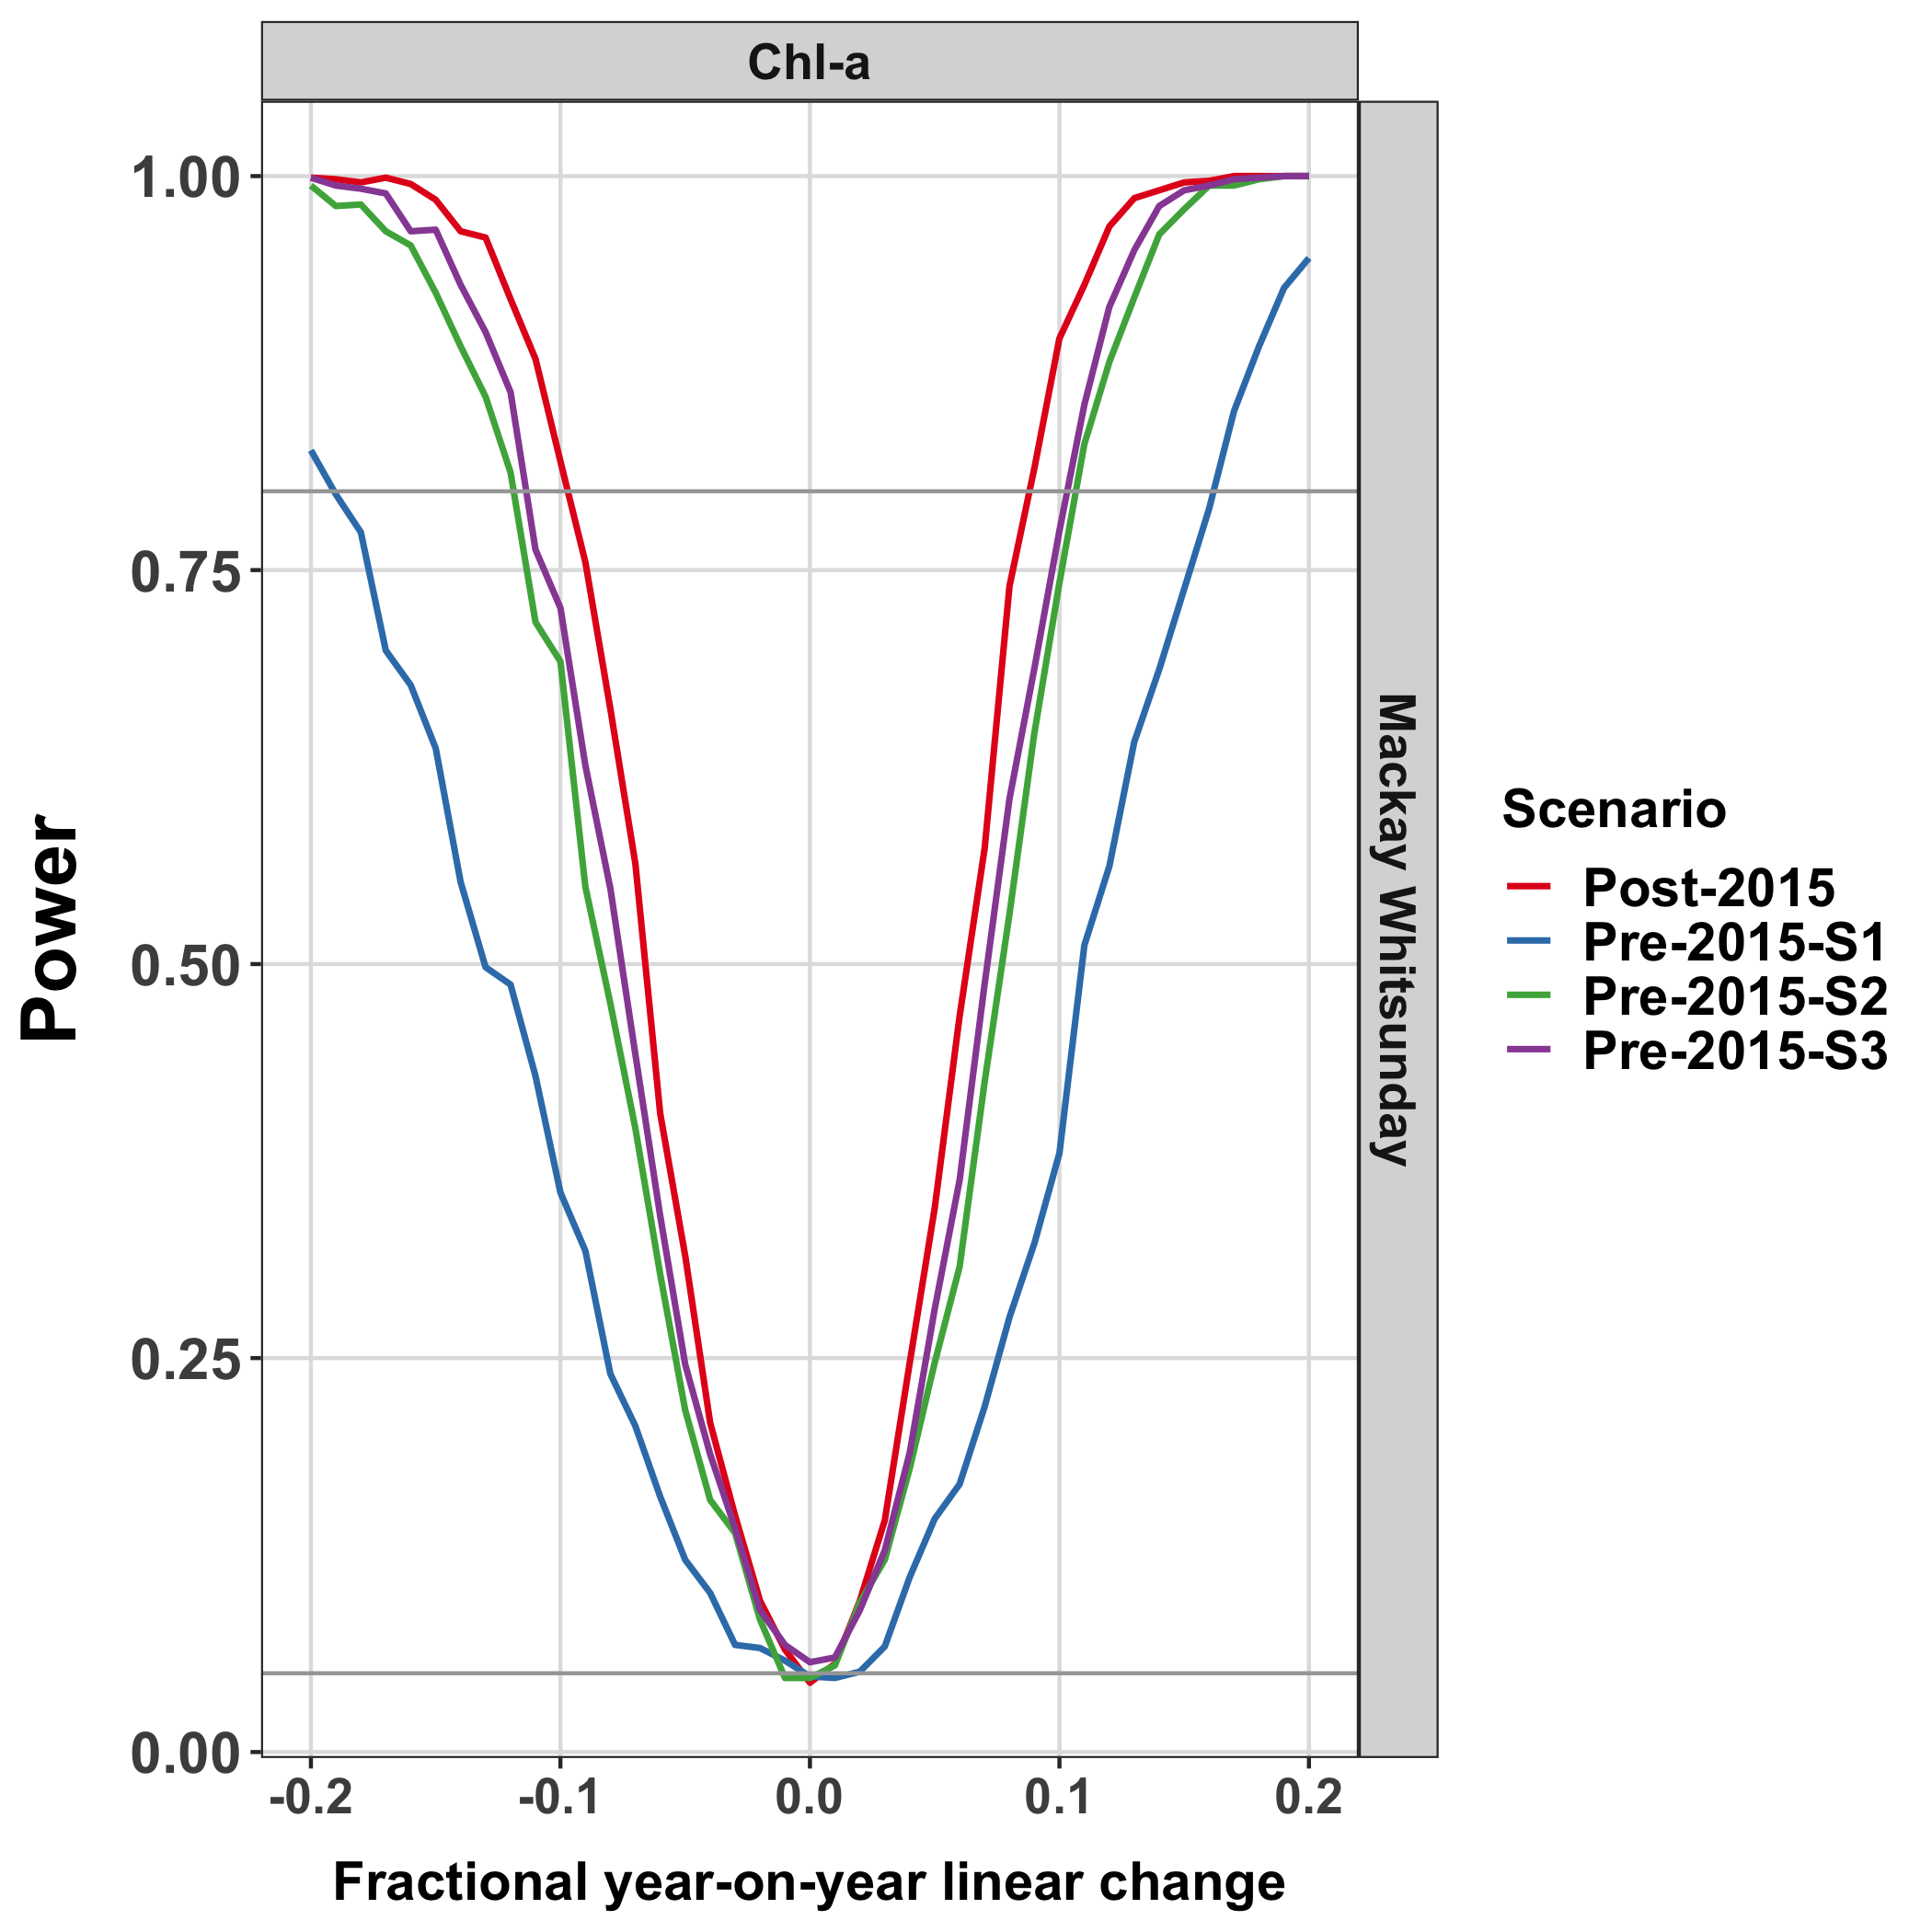 Chl-a
Mackay Whitsunday
Power
1.00
0.75
0.50
0.25
0.00
-0.2
-0.1
0.0
0.1
0.2
Fractional year-on-year linear change
Scenario
Post-2015
Pre-2015-S1
Pre-2015-S2
Pre-2015-S3